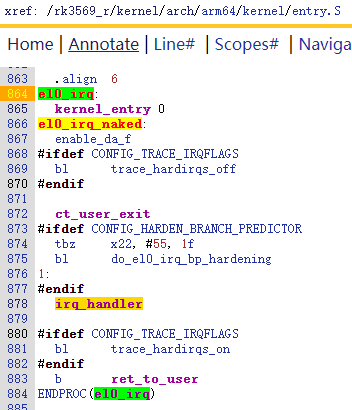 xref: /rk3569_r/kernel/arch/arm64/kernel/entry.S
Home | Annotate | Line# | Scopes# | Naviga
862
863 .align 6
864 el0_irq:
865 kernel_entry 0
866 el0_irq_naked:
867 enable_da_f
868 #ifdef CONFIG_TRACE_IRQFLAGS
869 bl trace_hardirqs_off
870 #endif
871
872 ct_user_exit
873 #ifdef CONFIG_HARDEN_BRANCH_PREDICTOR
874 tbz x22, #55, 1f
875 bl do_el0_irq_bp_hardening
876 1:
877 #endif
878 irq_handler
879
880 #ifdef CONFIG_TRACE_IRQFLAGS
881 bl trace_hardirqs_on
882 #endif
883 b ret_to_user
884 ENDPROC(el0_irq)